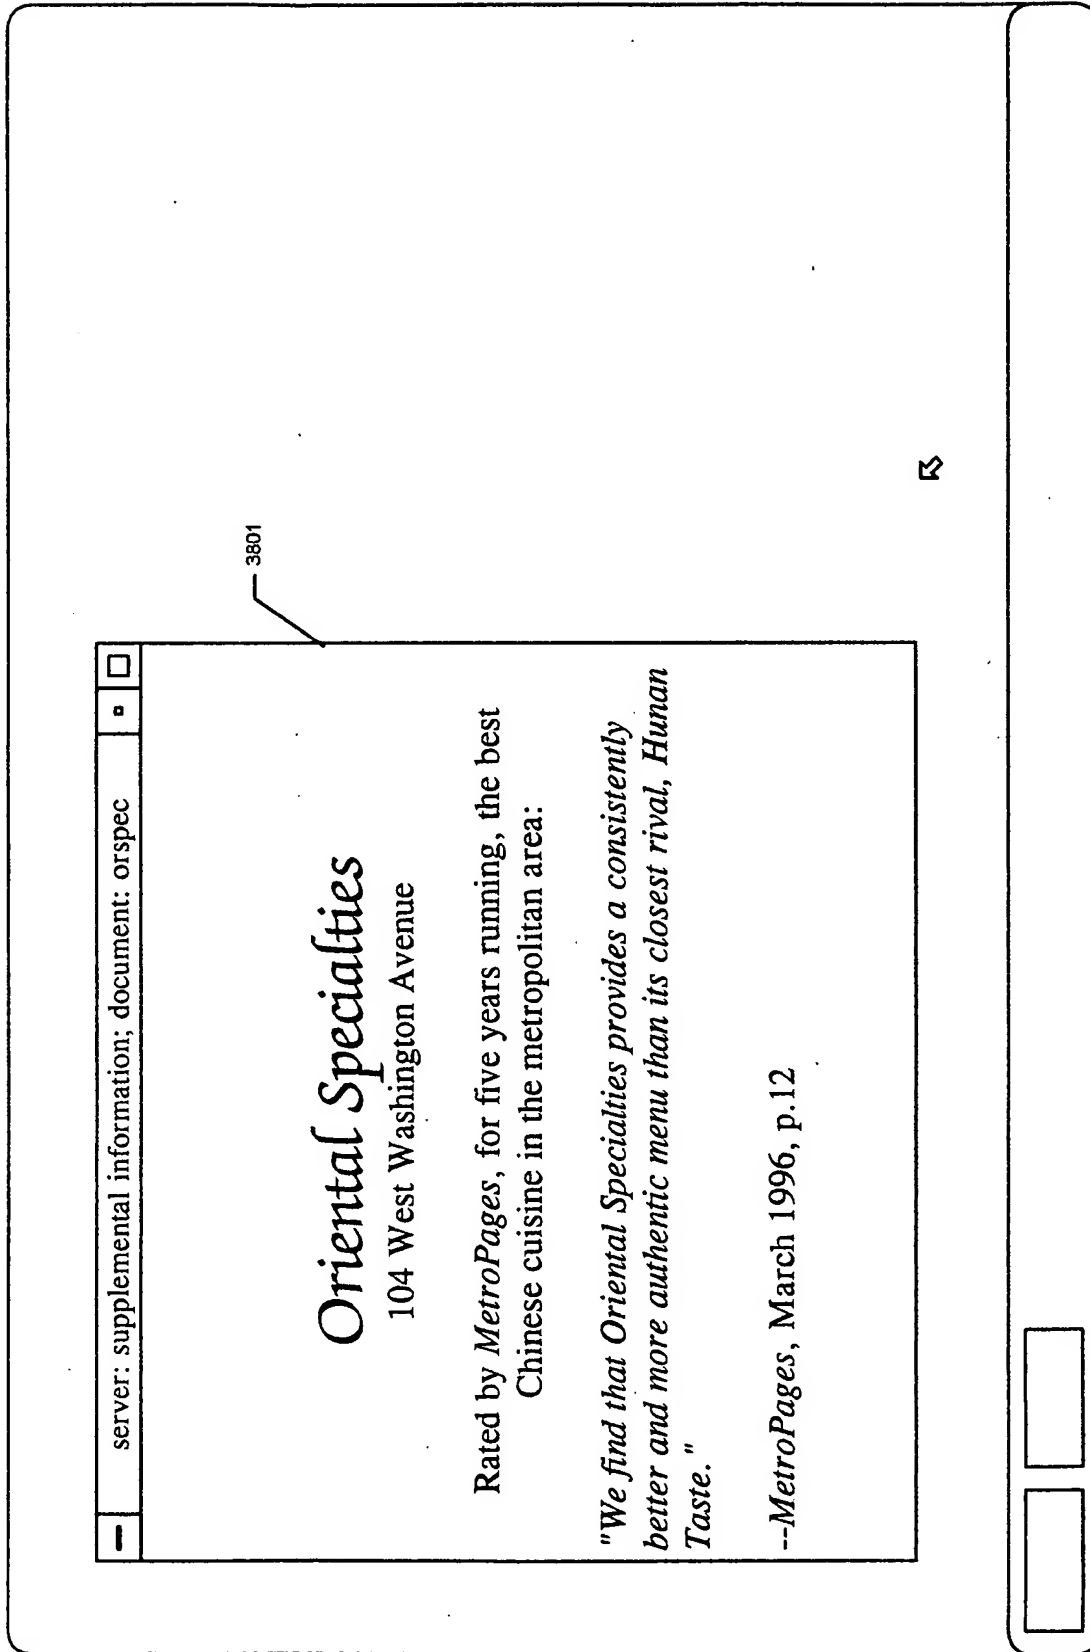 server: supplemental information; document: orspec
3801
Oriental Specialties
104 West Washington Avenue
Rated by MetroPages, for five years running, the best
Chinese cuisine in the metropolitan area:
"We find that Oriental Specialties provides a consistently
better and more authentic menu than its closest rival, Hunan
Taste."
--MetroPages, March 1996, p.12